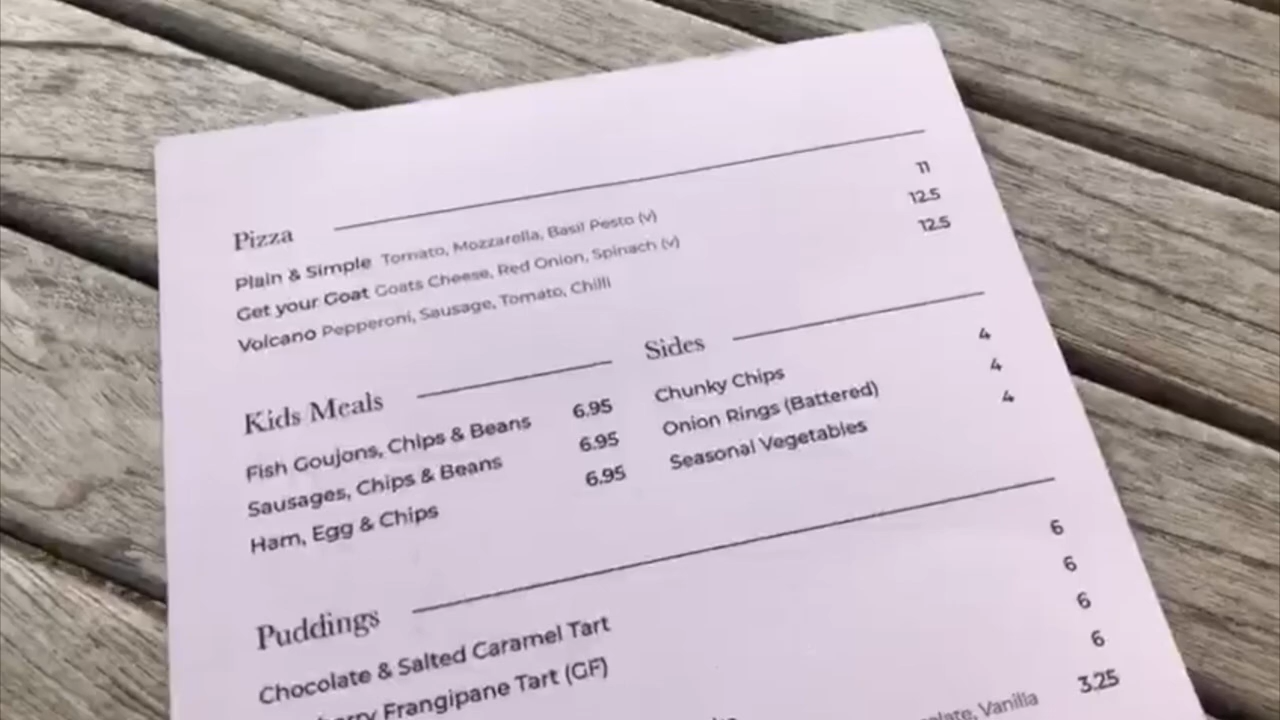 Pizza
Plain & Simple Tomato, Mozzarella, Basil Pesto (v) 11
Get your Goat Goats Cheese, Red Onion, Spinach (v) 12.5
Volcano Pepperoni, Sausage, Tomato, Chilli 12.5
Kids Meals
Fish Goujons, Chips & Beans 6.95
Sausages, Chips & Beans 6.95
Ham, Egg & Chips 6.95
Sides
Chunky Chips 4
Onion Rings (Battered) 4
Seasonal Vegetables 4
Puddings
Chocolate & Salted Caramel Tart 6
Frangipane Tart (GF) 6
6
6
Vanilla 3.25